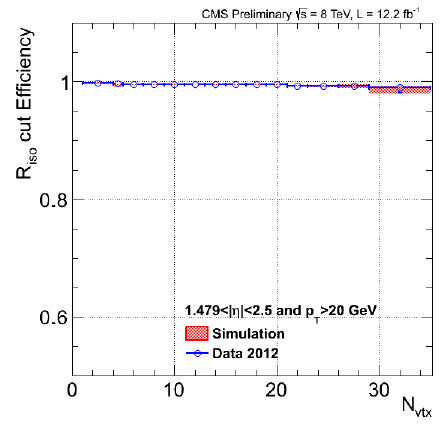 CMS Preliminary √s = 8 TeV, L = 12.2 fb⁻¹
R_iso cut Efficiency
1
0.8
0.6
1.479<|η|<2.5 and p_T>20 GeV
Simulation
Data 2012
0 10 20 30
N_vtx